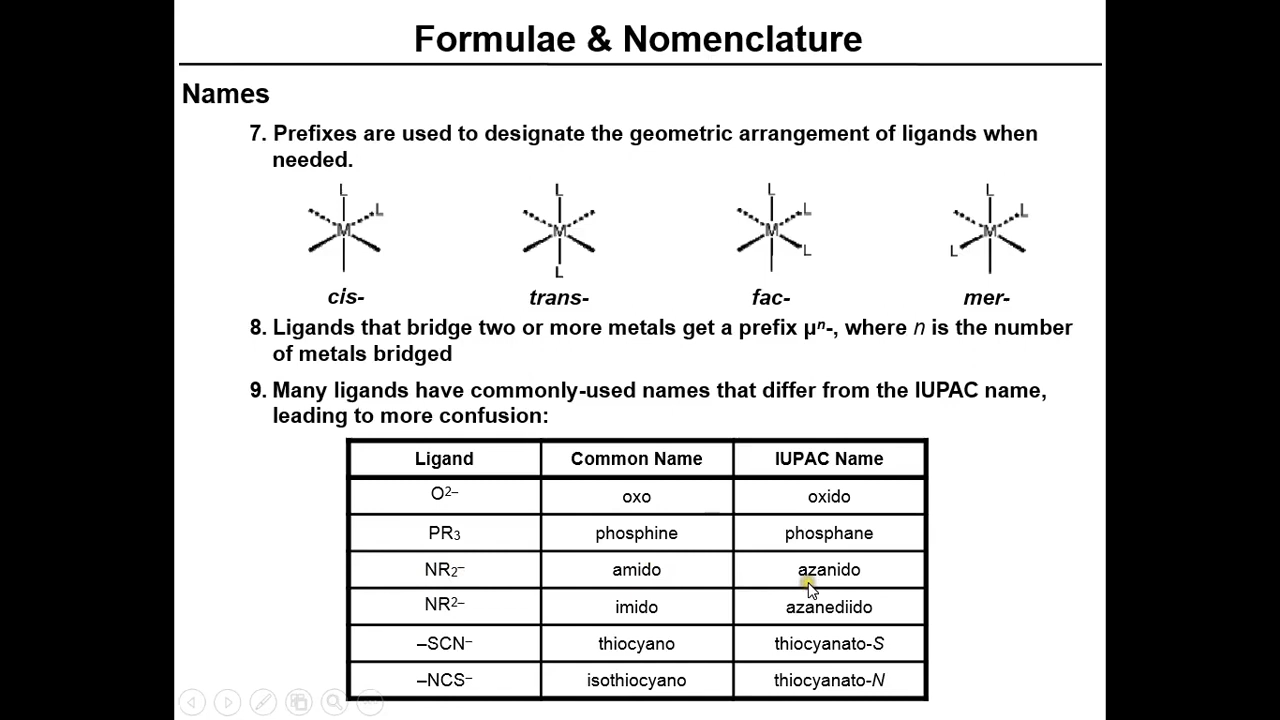 Formulae & Nomenclature
Names
7. Prefixes are used to designate the geometric arrangement of ligands when
needed.
L L M
L M L
L L M L
L L M L
cis- trans- fac- mer-
8. Ligands that bridge two or more metals get a prefix μⁿ-, where n is the number
of metals bridged
9. Many ligands have commonly-used names that differ from the IUPAC name,
leading to more confusion:
Ligand Common Name IUPAC Name
O²⁻ oxo oxido
PR₃ phosphine phosphane
NR₂⁻ amido azanido
NR²⁻ imido azanediido
–SCN⁻ thiocyano thiocyanato-S
–NCS⁻ isothiocyano thiocyanato-N